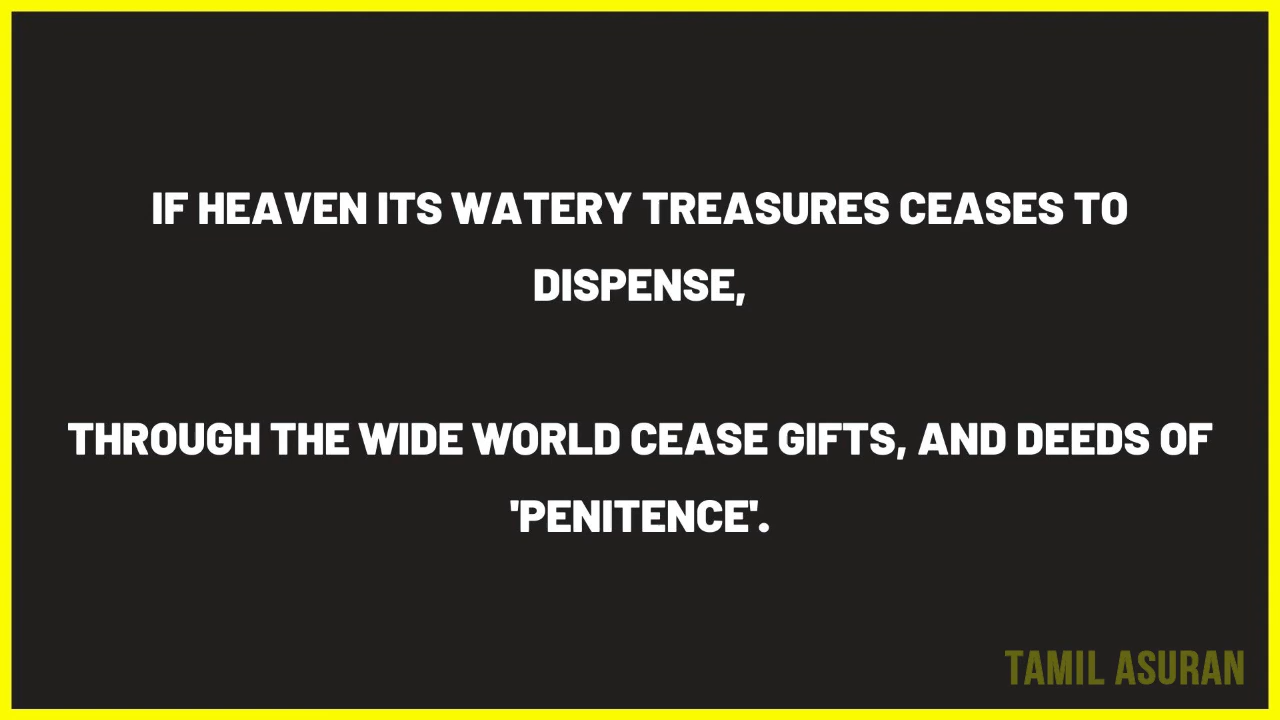 IF HEAVEN ITS WATERY TREASURES CEASES TO
DISPENSE,
THROUGH THE WIDE WORLD CEASE GIFTS, AND DEEDS OF
'PENITENCE'.
TAMIL ASURAN